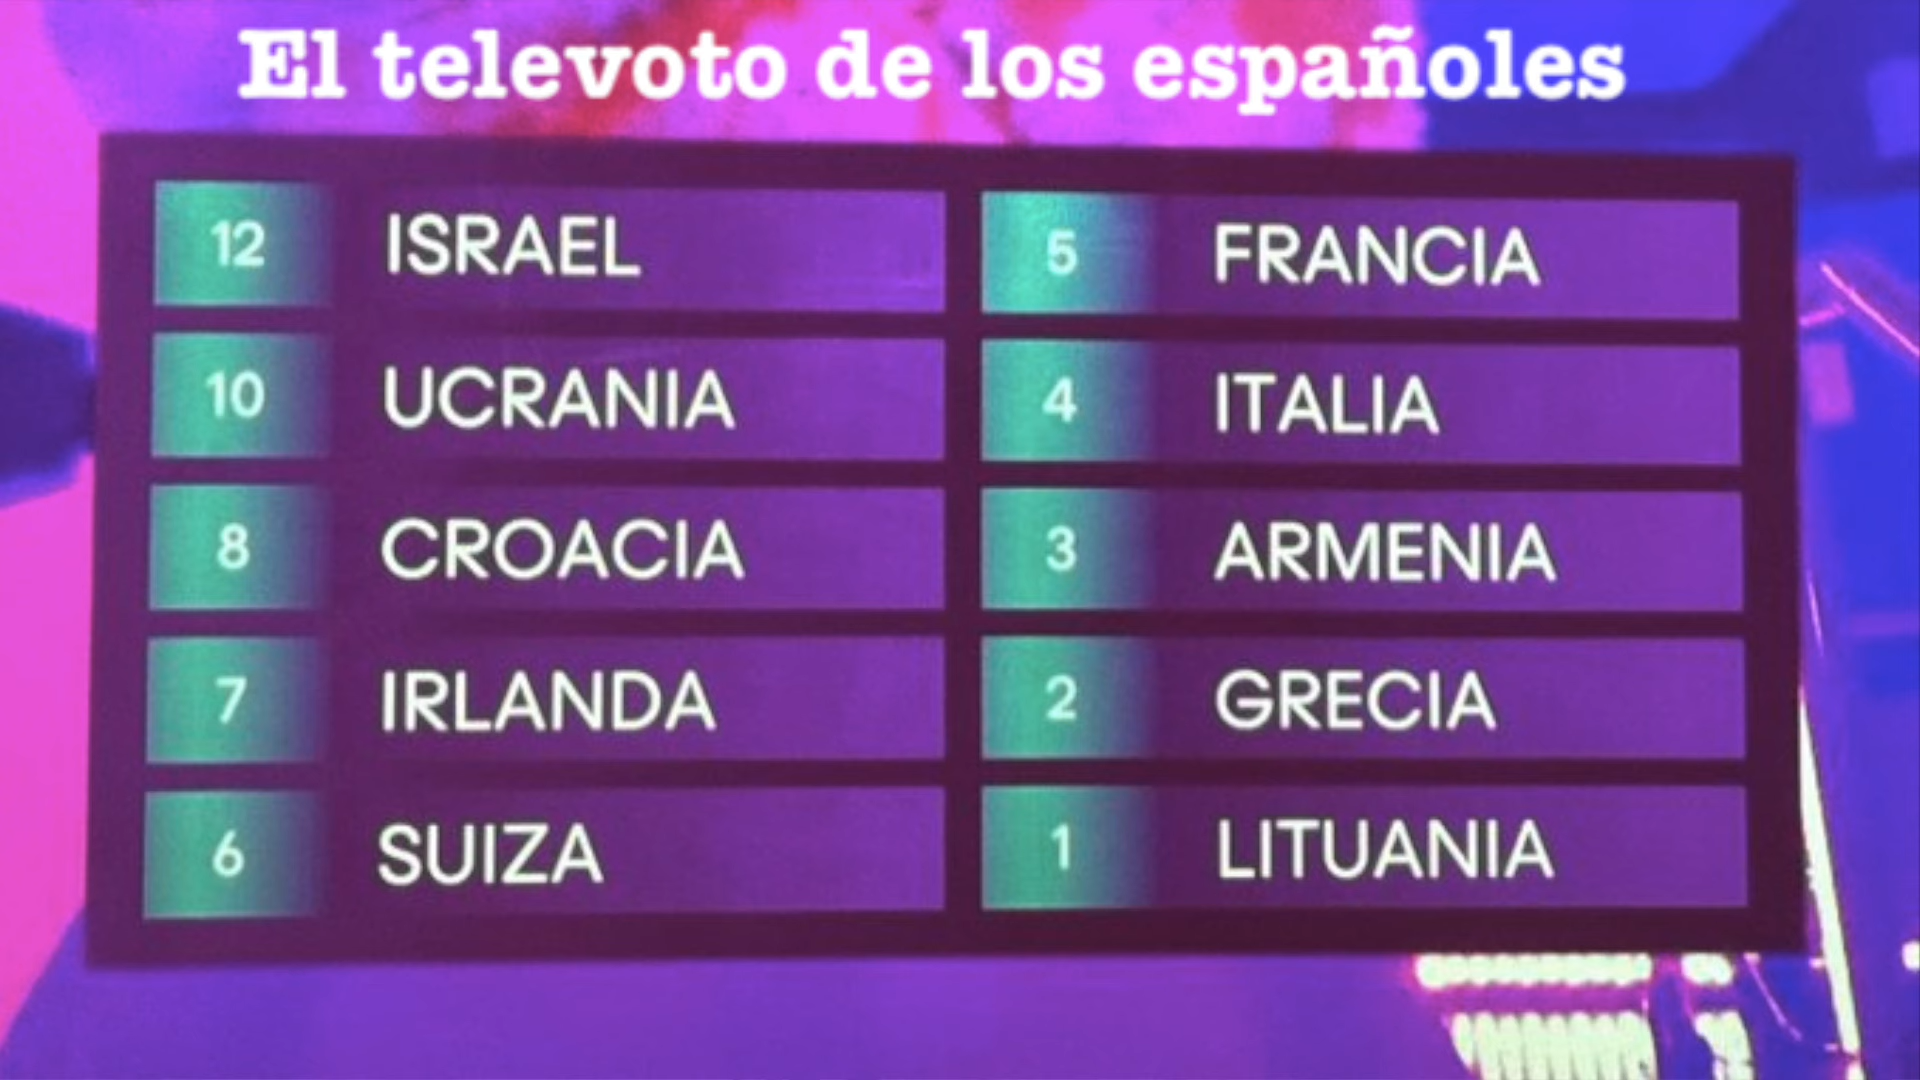 El televoto de los españoles
12 ISRAEL
10 UCRANIA
8 CROACIA
7 IRLANDA
6 SUIZA
5 FRANCIA
4 ITALIA
3 ARMENIA
2 GRECIA
1 LITUANIA